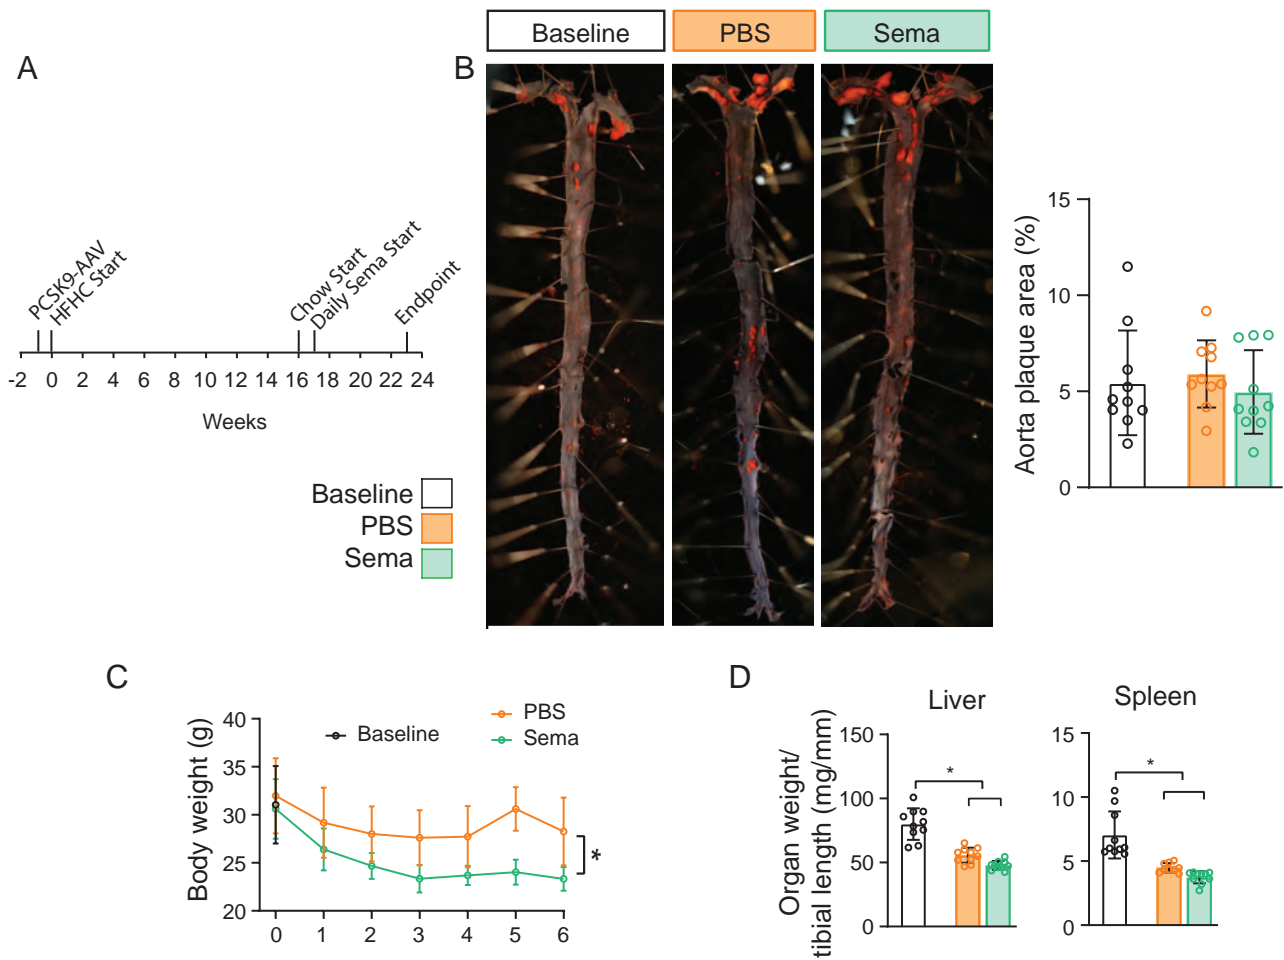 Baseline
PBS
Sema
A
B
PCSK9-AAV
HFHC Start
Chow Start
Daily Sema Start
Endpoint
-2 0 2 4 6 8 10 12 14 16 18 20 22 24
Weeks
Baseline
PBS
Sema
Aorta plaque area (%)
15
10
5
0
C
Body weight (g)
40
35
30
25
20
Baseline
PBS
Sema
*
0 1 2 3 4 5 6
D
Organ weight/
tibial length (mg/mm)
Liver
150
100
50
0
*
Spleen
15
10
5
0
*